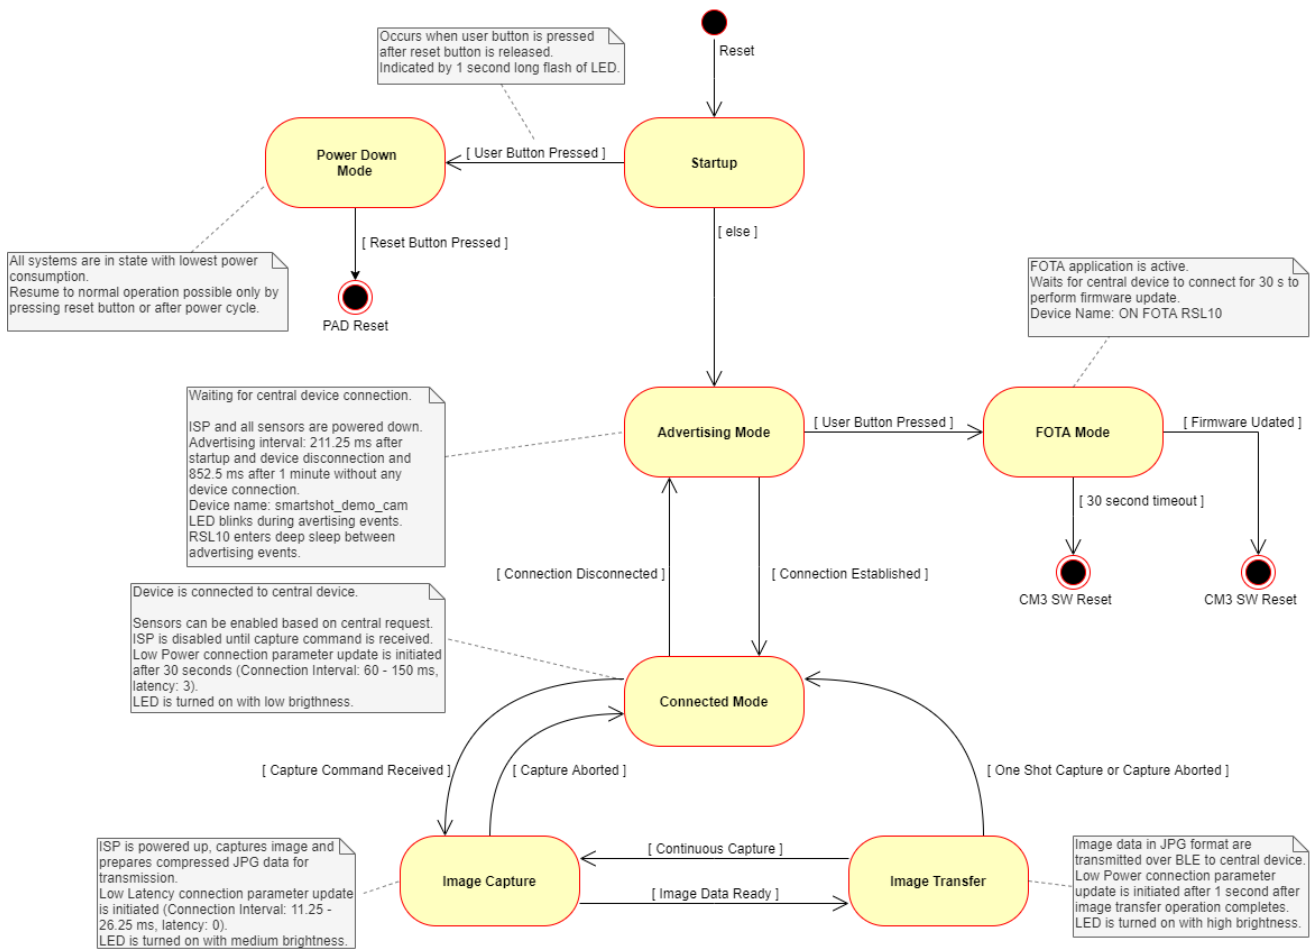 Occurs when user button is pressed
after reset button is released.
Indicated by 1 second long flash of LED.
Reset
Power Down
Mode
[ User Button Pressed ]
Startup
[ Reset Button Pressed ]
[ else ]
All systems are in state with lowest power
consumption.
Resume to normal operation possible only by
pressing reset button or after power cycle.
PAD Reset
FOTA application is active.
Waits for central device to connect for 30 s to
perform firmware update.
Device Name: ON FOTA RSL10
Waiting for central device connection.
ISP and all sensors are powered down.
Advertising interval: 211.25 ms after
startup and device disconnection and
852.5 ms after 1 minute without any
device connection.
Device name: smartshot_demo_cam
LED blinks during avertising events.
RSL10 enters deep sleep between
advertising events.
Advertising Mode
[ User Button Pressed ]
FOTA Mode
[ Firmware Udated ]
[ 30 second timeout ]
CM3 SW Reset
CM3 SW Reset
[ Connection Disconnected ]
[ Connection Established ]
Device is connected to central device.
Sensors can be enabled based on central request.
ISP is disabled until capture command is received.
Low Power connection parameter update is initiated
after 30 seconds (Connection Interval: 60 - 150 ms,
latency: 3).
LED is turned on with low brigthness.
Connected Mode
[ Capture Command Received ]
[ Capture Aborted ]
[ One Shot Capture or Capture Aborted ]
ISP is powered up, captures image and
prepares compressed JPG data for
transmission.
Low Latency connection parameter update
is initiated (Connection Interval: 11.25 -
26.25 ms, latency: 0).
LED is turned on with medium brightness.
Image Capture
[ Continuous Capture ]
[ Image Data Ready ]
Image Transfer
Image data in JPG format are
transmitted over BLE to central device.
Low Power connection parameter
update is initiated after 1 second after
image transfer operation completes.
LED is turned on with high brightness.